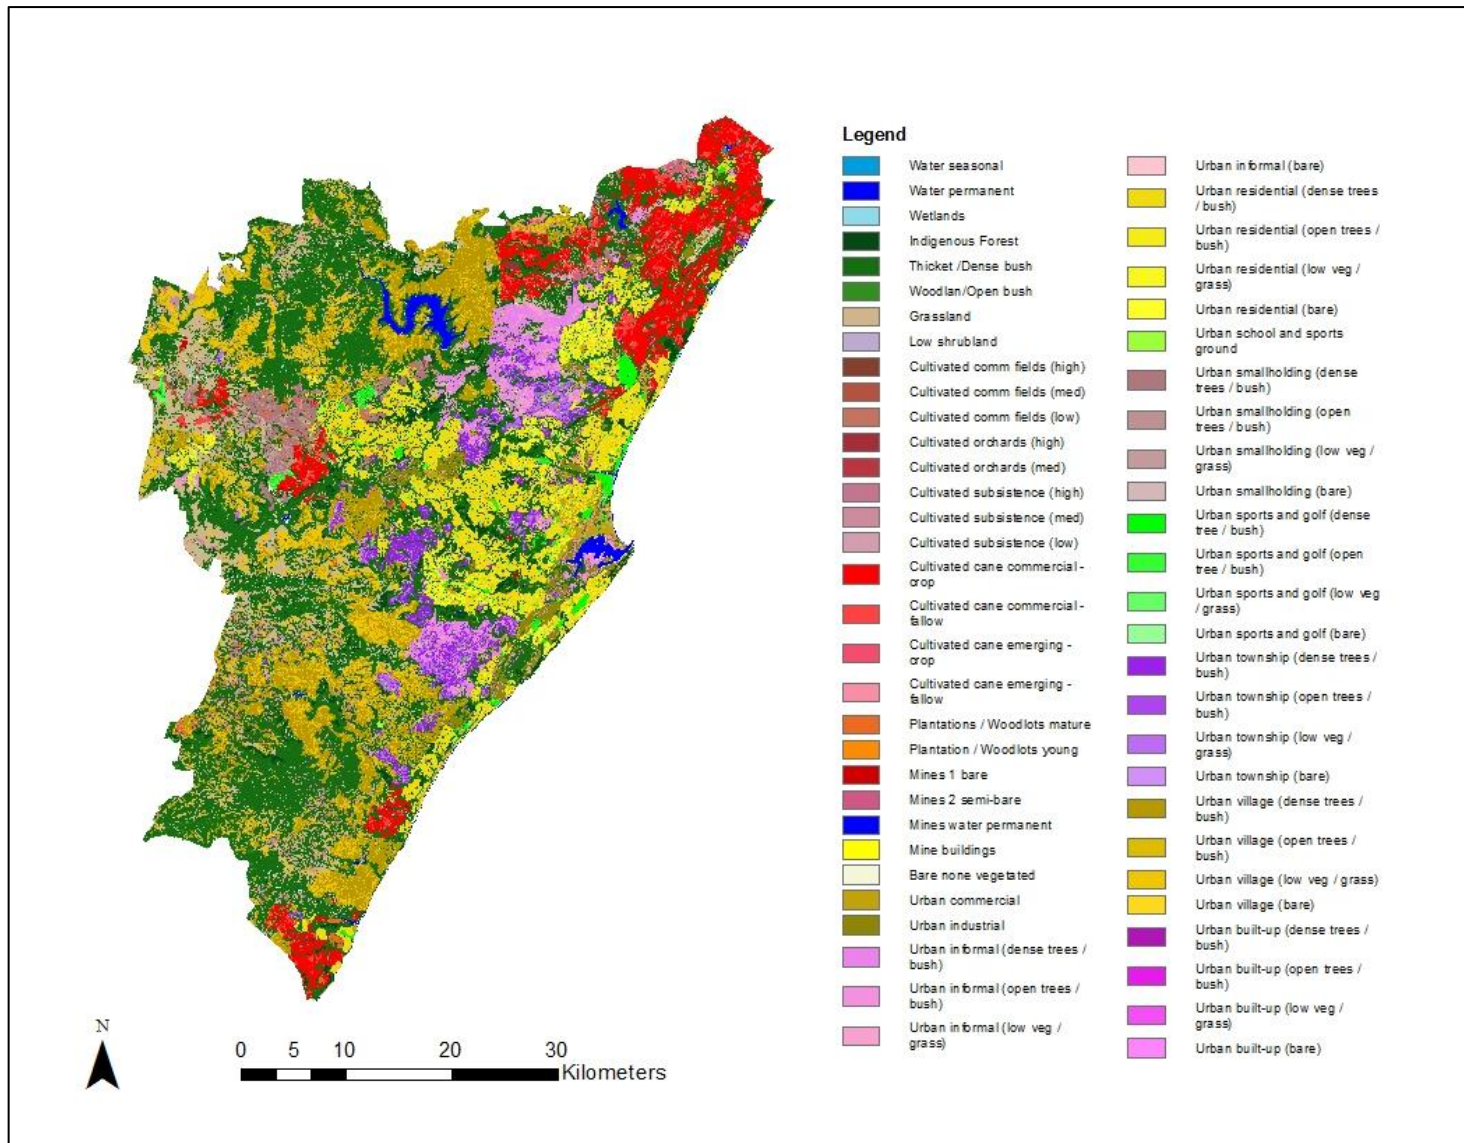 Legend
Water seasonal
Water permanent
Wetlands
Indigenous Forest
Thicket /Dense bush
Woodlan/Open bush
Grassland
Low shrubland
Cultivated comm fields (high)
Cultivated comm fields (med)
Cultivated comm fields (low)
Cultivated orchards (high)
Cultivated orchards (med)
Cultivated subsistence (high)
Cultivated subsistence (med)
Cultivated subsistence (low)
Cultivated cane commercial -
crop
Cultivated cane commercial -
fallow
Cultivated cane emerging -
crop
Cultivated cane emerging -
fallow
Plantations / Woodlots mature
Plantation / Woodlots young
Mines 1 bare
Mines 2 semi-bare
Mines water permanent
Mine buildings
Bare none vegetated
Urban commercial
Urban industrial
Urban informal (dense trees /
bush)
Urban informal (open trees /
bush)
Urban informal (low veg /
grass)
Urban informal (bare)
Urban residential (dense trees
/ bush)
Urban residential (open trees /
bush)
Urban residential (low veg /
grass)
Urban residential (bare)
Urban school and sports
ground
Urban smallholding (dense
trees / bush)
Urban smallholding (open
trees / bush)
Urban smallholding (low veg /
grass)
Urban smallholding (bare)
Urban sports and golf (dense
tree / bush)
Urban sports and golf (open
tree / bush)
Urban sports and golf (low veg
/ grass)
Urban sports and golf (bare)
Urban township (dense trees /
bush)
Urban township (open trees /
bush)
Urban township (low veg /
grass)
Urban township (bare)
Urban village (dense trees /
bush)
Urban village (open trees /
bush)
Urban village (low veg / grass)
Urban village (bare)
Urban built-up (dense trees /
bush)
Urban built-up (open trees /
bush)
Urban built-up (low veg /
grass)
Urban built-up (bare)
N
0 5 10 20 30
Kilometers